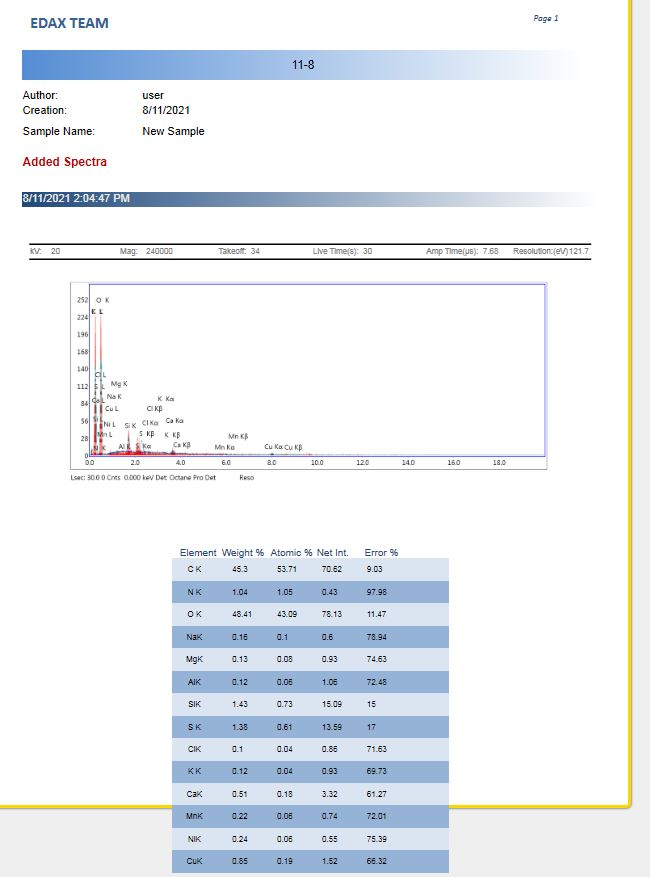 EDAX TEAM
Page 1
11-8
Author: user
Creation: 8/11/2021
Sample Name: New Sample
Added Spectra
8/11/2021 2:04:47 PM
kV: 20 Mag: 240000 Takeoff: 34 Live Time(s): 30 Amp Time(µs): 7.68 Resolution:(eV)121.7
252 O K
K L
224
196
168
140
Cl L
112 S L Mg K
Na K K Kα
84 Ca L
Cu L Cl Kβ
56 Si L Ni L Si K Cl Kα Ca Kα
28 Mn L S Kβ K Kβ Mn Kβ
N K Al K S Kα Ca Kβ Mn Kα Cu Kα Cu Kβ
0
0.0 2.0 4.0 6.0 8.0 10.0 12.0 14.0 16.0 18.0
Lsec: 30.0 0 Cnts 0.000 keV Det: Octane Pro Det Reso
Element Weight % Atomic % Net Int. Error %
C K 45.3 53.71 70.62 9.03
N K 1.04 1.05 0.43 97.98
O K 48.41 43.09 78.13 11.47
NaK 0.16 0.1 0.6 78.94
MgK 0.13 0.08 0.93 74.63
AlK 0.12 0.06 1.06 72.48
SiK 1.43 0.73 15.09 15
S K 1.38 0.61 13.59 17
ClK 0.1 0.04 0.86 71.63
K K 0.12 0.04 0.93 69.73
CaK 0.51 0.18 3.32 61.27
MnK 0.22 0.06 0.74 72.01
NiK 0.24 0.06 0.55 75.39
CuK 0.85 0.19 1.52 66.32